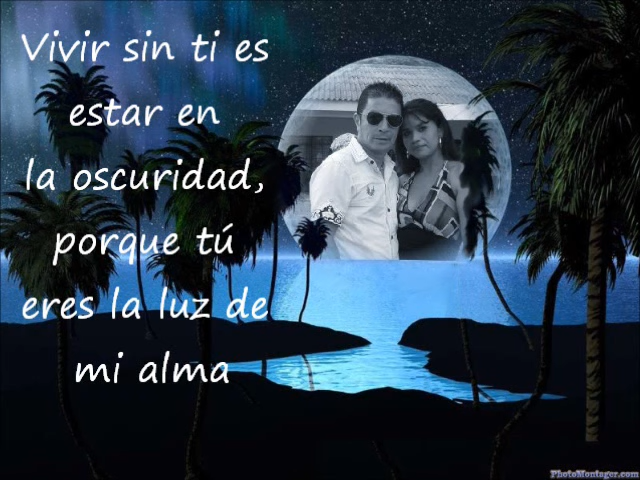 Vivir sin ti es
estar en
la oscuridad,
porque tú
eres la luz de
mi alma
PhotoMontager.com